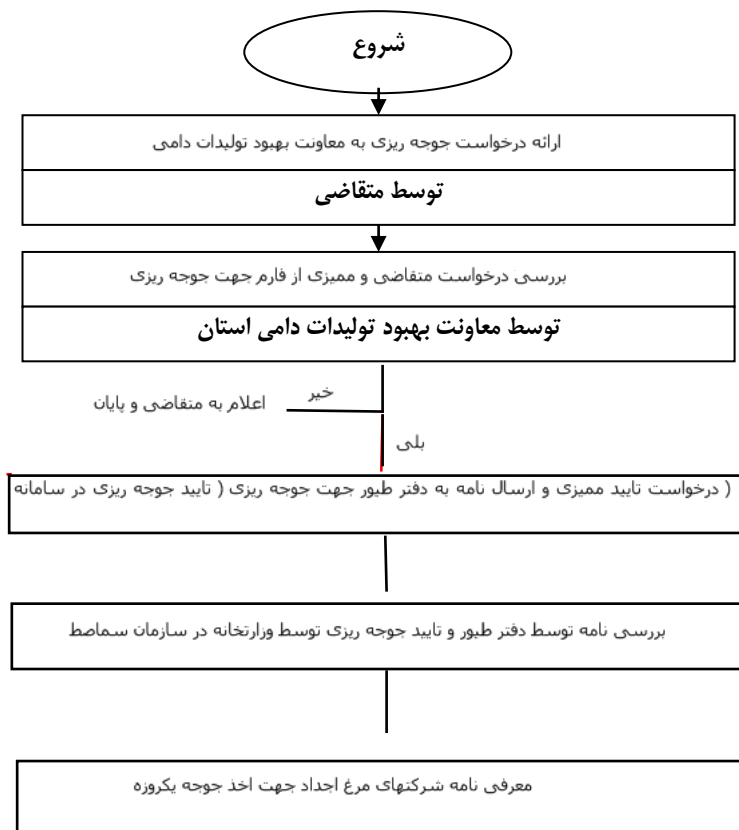 شروع
ارائه درخواست جوجه ریزی به معاونت بهبود تولیدات دامی
توسط متقاضی
بررسی درخواست متقاضی و ممیزی از فارم جهت جوجه ریزی
توسط معاونت بهبود تولیدات دامی استان
خیر
اعلام به متقاضی و پایان
بلی
( درخواست تایید ممیزی و ارسال نامه به دفتر طیور جهت جوجه ریزی ( تایید جوجه ریزی در سامانه
بررسی نامه توسط دفتر طیور و تایید جوجه ریزی توسط وزارتخانه در سازمان سماصط
معرفی نامه شرکتهای مرغ اجداد جهت اخذ جوجه یکروزه